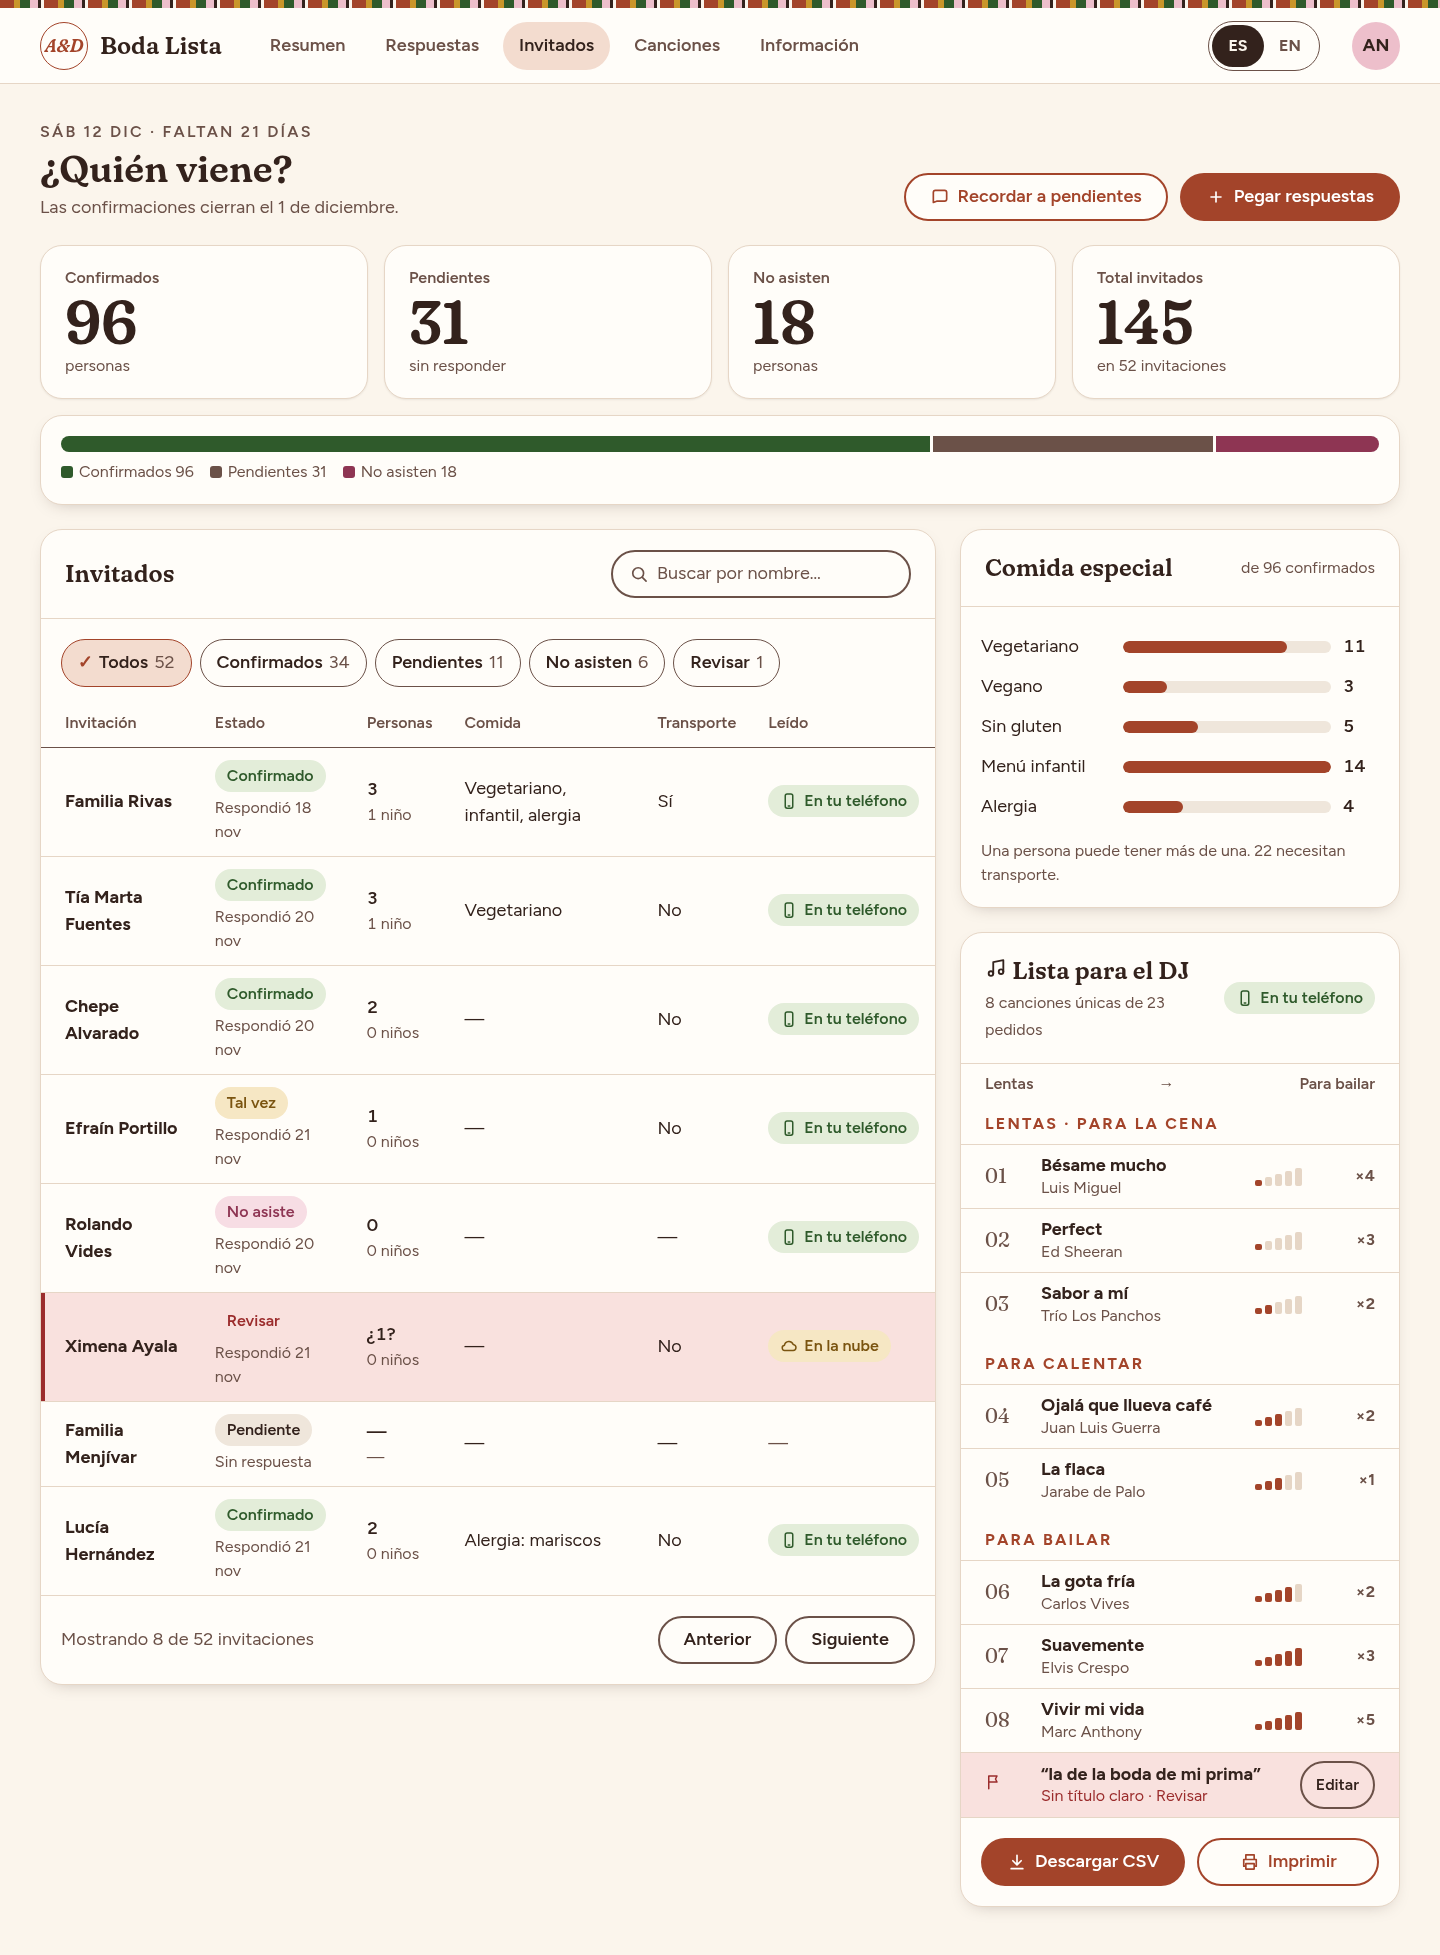 A&D Boda Lista Resumen Respuestas Invitados Canciones Información ES EN AN
SÁB 12 DIC · FALTAN 21 DÍAS
¿Quién viene?
Las confirmaciones cierran el 1 de diciembre.
Recordar a pendientes
+ Pegar respuestas
Confirmados
96
personas
Pendientes
31
sin responder
No asisten
18
personas
Total invitados
145
en 52 invitaciones
Confirmados 96 Pendientes 31 No asisten 18
Invitados
Buscar por nombre...
✓ Todos 52 Confirmados 34 Pendientes 11 No asisten 6 Revisar 1
Invitación Estado Personas Comida Transporte Leído
Familia Rivas
Confirmado
Respondió 18
nov
3
1 niño
Vegetariano,
infantil, alergia
Sí
En tu teléfono
Tía Marta
Fuentes
Confirmado
Respondió 20
nov
3
1 niño
Vegetariano
No
En tu teléfono
Chepe
Alvarado
Confirmado
Respondió 20
nov
2
0 niños
—
No
En tu teléfono
Efraín Portillo
Tal vez
Respondió 21
nov
1
0 niños
—
No
En tu teléfono
Rolando
Vides
No asiste
Respondió 20
nov
0
0 niños
—
—
En tu teléfono
Ximena Ayala
Revisar
Respondió 21
nov
¿1?
0 niños
—
No
En la nube
Familia
Menjívar
Pendiente
Sin respuesta
—
—
—
—
—
Lucía
Hernández
Confirmado
Respondió 21
nov
2
0 niños
Alergia: mariscos
No
En tu teléfono
Mostrando 8 de 52 invitaciones
Anterior
Siguiente
Comida especial
de 96 confirmados
Vegetariano 11
Vegano 3
Sin gluten 5
Menú infantil 14
Alergia 4
Una persona puede tener más de una. 22 necesitan
transporte.
Lista para el DJ
8 canciones únicas de 23
pedidos
En tu teléfono
Lentas → Para bailar
LENTAS · PARA LA CENA
01 Bésame mucho ×4
Luis Miguel
02 Perfect ×3
Ed Sheeran
03 Sabor a mí ×2
Trío Los Panchos
PARA CALENTAR
04 Ojalá que llueva café ×2
Juan Luis Guerra
05 La flaca ×1
Jarabe de Palo
PARA BAILAR
06 La gota fría ×2
Carlos Vives
07 Suavemente ×3
Elvis Crespo
08 Vivir mi vida ×5
Marc Anthony
“la de la boda de mi prima”
Sin título claro · Revisar
Editar
Descargar CSV
Imprimir